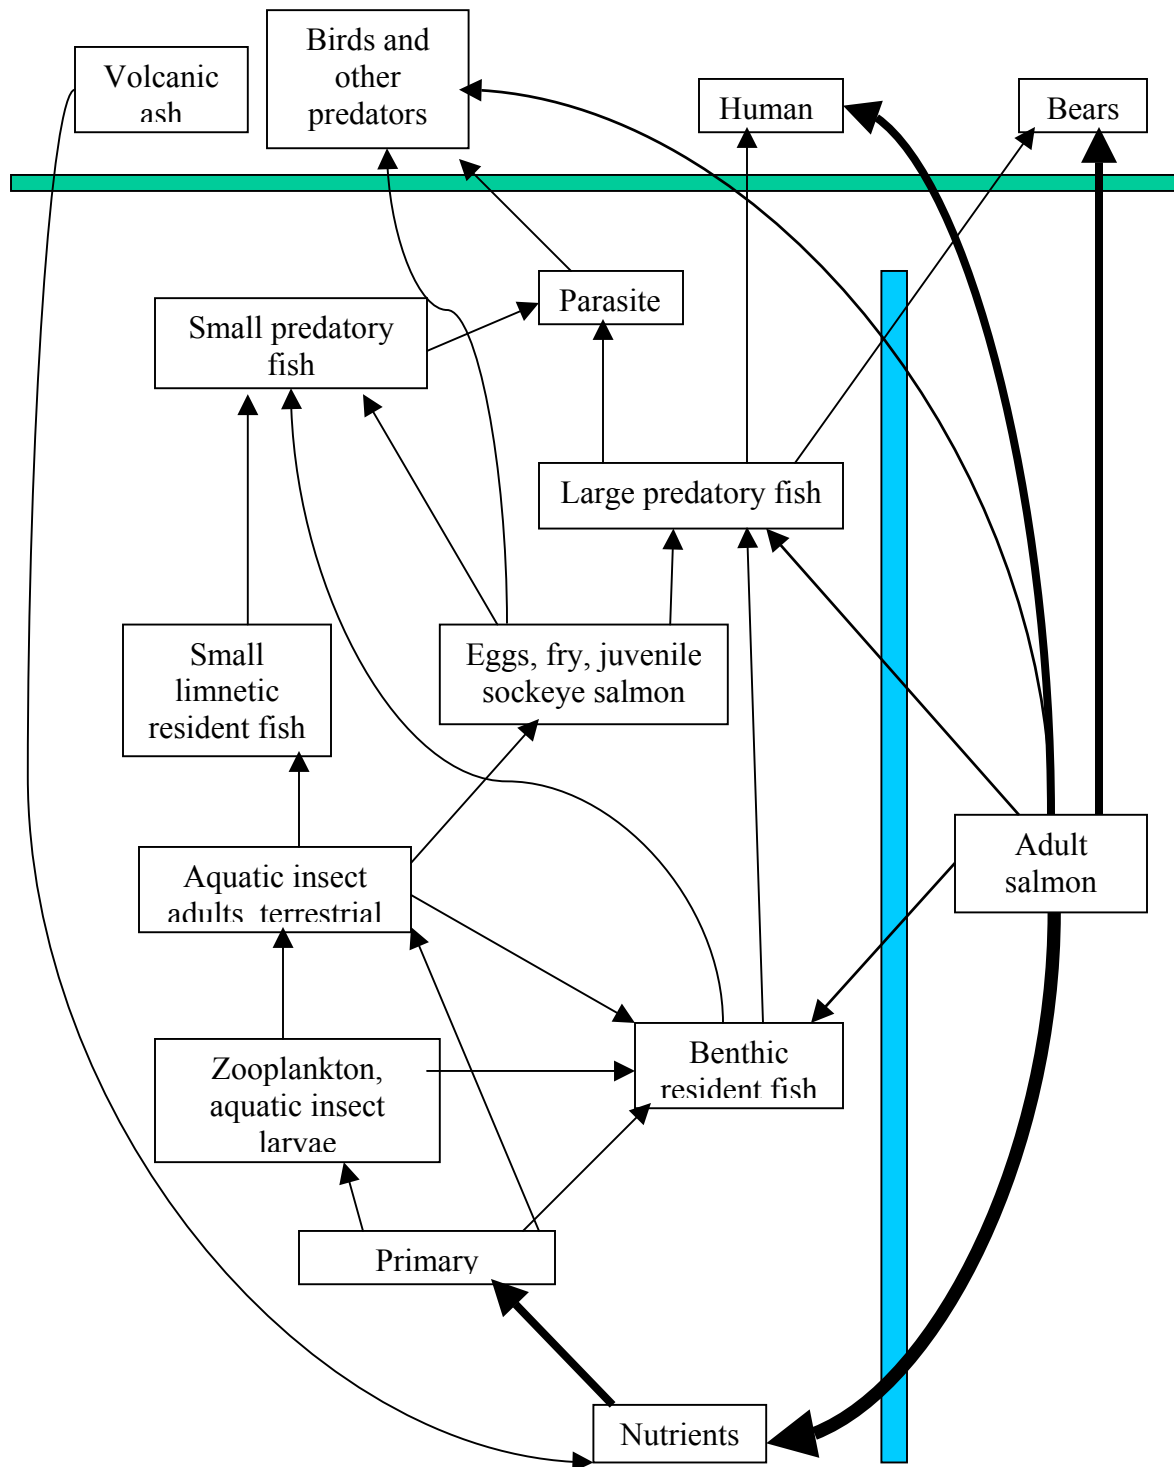 Volcanic
ash
Birds and
other
predators
Human
Bears
Parasite
Small predatory
fish
Large predatory fish
Small
limnetic
resident fish
Eggs, fry, juvenile
sockeye salmon
Adult
salmon
Aquatic insect
adults, terrestrial
Benthic
resident fish
Zooplankton,
aquatic insect
larvae
Primary
Nutrients